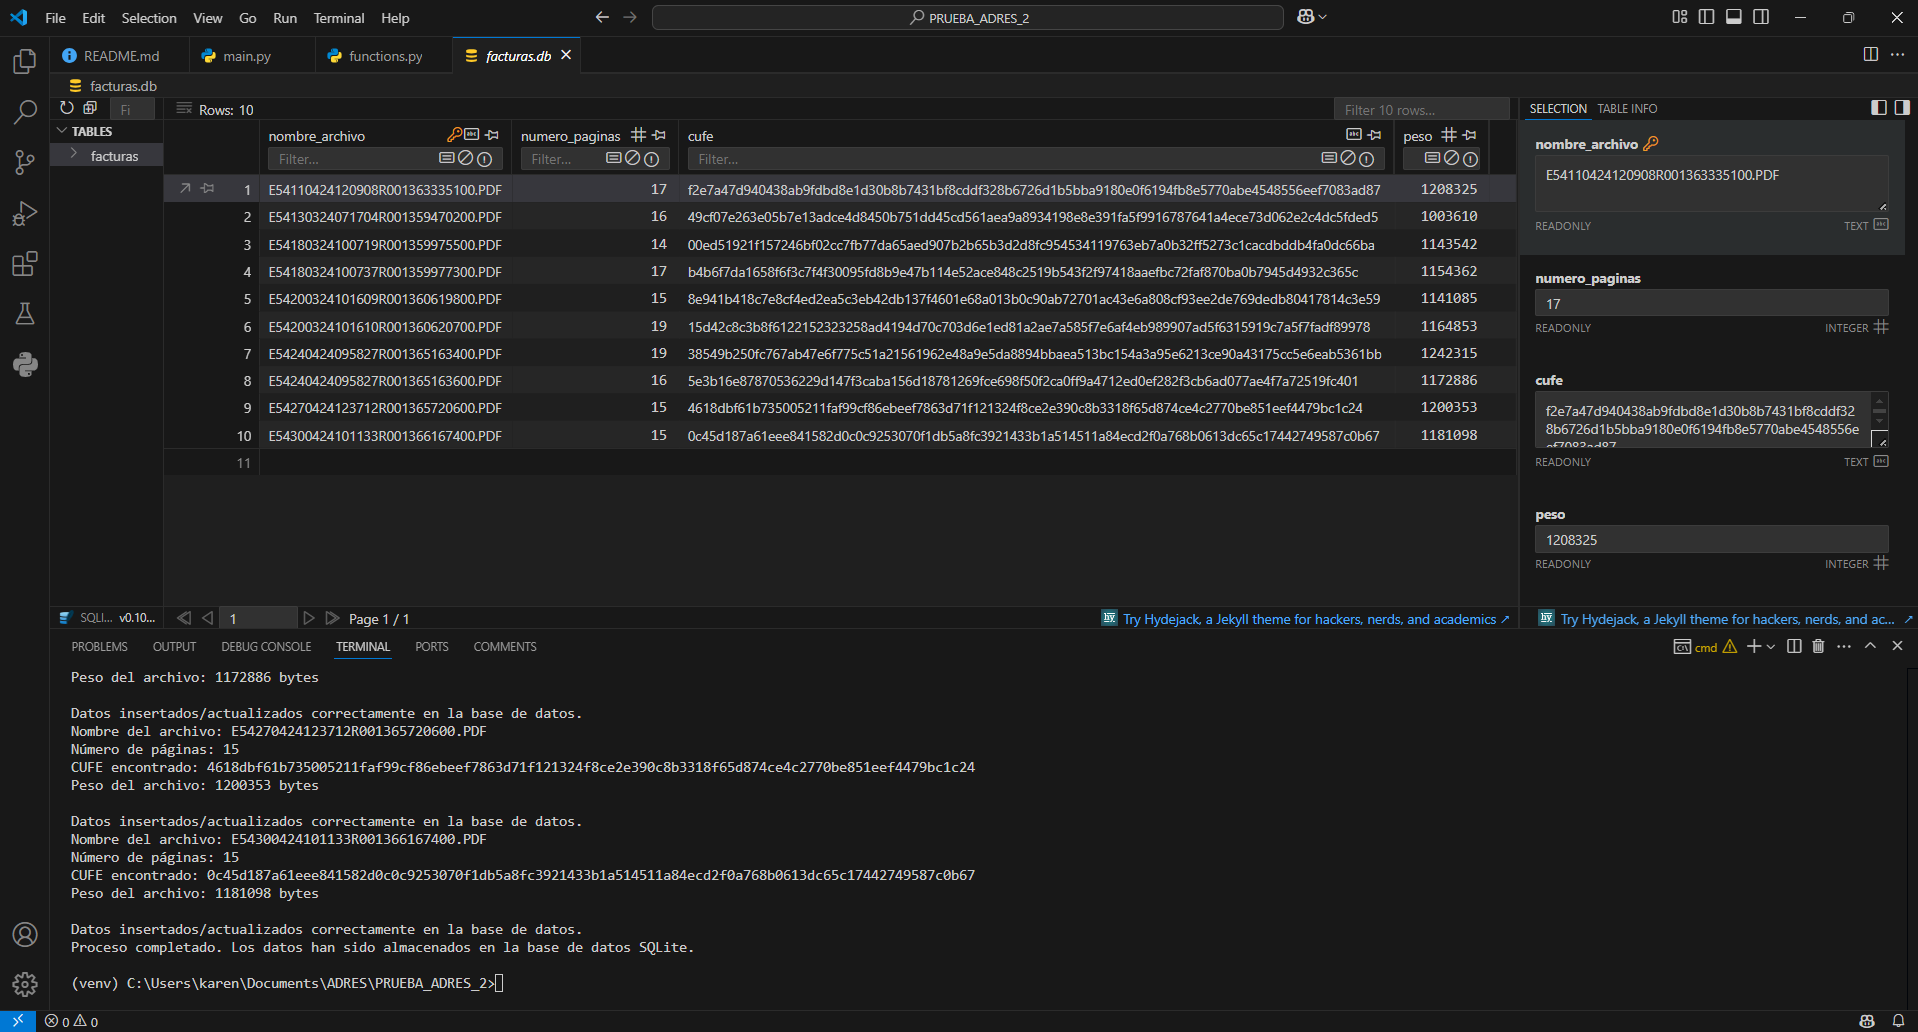 File Edit Selection View Go Run Terminal Help
PRUEBA_ADRES_2
README.md main.py functions.py facturas.db
facturas.db
Fi Rows: 10 Filter 10 rows... SELECTION TABLE INFO
TABLES
facturas
nombre_archivo numero_paginas cufe peso
Filter... Filter... Filter...
1 E54110424120908R001363335100.PDF 17 f2e7a47d940438ab9fdbd8e1d30b8b7431bf8cddf328b6726d1b5bba9180e0f6194fb8e5770abe4548556eef7083ad87 1208325
2 E54130324071704R001359470200.PDF 16 49cf07e263e05b7e13adce4d8450b751dd45cd561aea9a8934198e8e391fa5f9916787641a4ece73d062e2c4dc5fded5 1003610
3 E54180324100719R001359975500.PDF 14 00ed51921f157246bf02cc7fb77da65aed907b2b65b3d2d8fc954534119763eb7a0b32ff5273c1cacdbddb4fa0dc66ba 1143542
4 E54180324100737R001359977300.PDF 17 b4b6f7da1658f6f3c7f4f30095fd8b9e47b114e52ace848c2519b543f2f97418aaefbc72faf870ba0b7945d4932c365c 1154362
5 E54200324101609R001360619800.PDF 15 8e941b418c7e8cf4ed2ea5c3eb42db137f4601e68a013b0c90ab72701ac43e6a808cf93ee2de769dedb80417814c3e59 1141085
6 E54200324101610R001360620700.PDF 19 15d42c8c3b8f6122152323258ad4194d70c703d6e1ed81a2ae7a585f7e6af4eb989907ad5f6315919c7a5f7fadf89978 1164853
7 E54240424095827R001365163400.PDF 19 38549b250fc767ab47e6f775c51a21561962e48a9e5da8894bbaea513bc154a3a95e6213ce90a43175cc5e6eab5361bb 1242315
8 E54240424095827R001365163600.PDF 16 5e3b16e87870536229d147f3caba156d18781269fce698f50f2ca0ff9a4712ed0ef282f3cb6ad077ae4f7a72519fc401 1172886
9 E54270424123712R001365720600.PDF 15 4618dbf61b735005211faf99cf86ebeef7863d71f121324f8ce2e390c8b3318f65d874ce4c2770be851eef4479bc1c24 1200353
10 E54300424101133R001366167400.PDF 15 0c45d187a61eee841582d0c0c9253070f1db5a8fc3921433b1a514511a84ecd2f0a768b0613dc65c17442749587c0b67 1181098
11
nombre_archivo
E54110424120908R001363335100.PDF
READONLY TEXT
numero_paginas
17
READONLY INTEGER
cufe
f2e7a47d940438ab9fdbd8e1d30b8b7431bf8cddf32
8b6726d1b5bba9180e0f6194fb8e5770abe4548556e
ef7083ad87
READONLY TEXT
peso
1208325
READONLY INTEGER
SQLI... v0.10... 1 Page 1 / 1 Try Hydejack, a Jekyll theme for hackers, nerds, and academics ↗ Try Hydejack, a Jekyll theme for hackers, nerds, and ac... ↗
PROBLEMS OUTPUT DEBUG CONSOLE TERMINAL PORTS COMMENTS cmd
Peso del archivo: 1172886 bytes
Datos insertados/actualizados correctamente en la base de datos.
Nombre del archivo: E54270424123712R001365720600.PDF
Número de páginas: 15
CUFE encontrado: 4618dbf61b735005211faf99cf86ebeef7863d71f121324f8ce2e390c8b3318f65d874ce4c2770be851eef4479bc1c24
Peso del archivo: 1200353 bytes
Datos insertados/actualizados correctamente en la base de datos.
Nombre del archivo: E54300424101133R001366167400.PDF
Número de páginas: 15
CUFE encontrado: 0c45d187a61eee841582d0c0c9253070f1db5a8fc3921433b1a514511a84ecd2f0a768b0613dc65c17442749587c0b67
Peso del archivo: 1181098 bytes
Datos insertados/actualizados correctamente en la base de datos.
Proceso completado. Los datos han sido almacenados en la base de datos SQLite.
(venv) C:\Users\karen\Documents\ADRES\PRUEBA_ADRES_2>
0 0